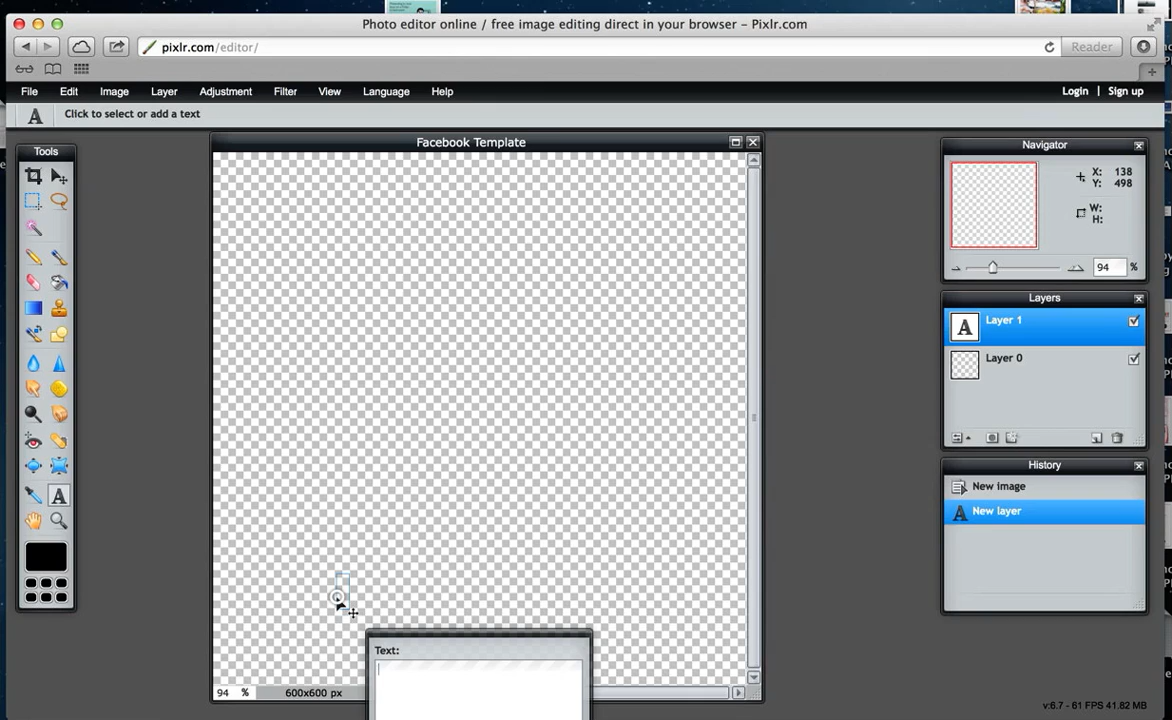 Photo editor online / free image editing direct in your browser - Pixlr.com
pixlr.com/editor/
Reader
File Edit Image Layer Adjustment Filter View Language Help
Login | Sign up
A Click to select or add a text
Tools
Facebook Template
Navigator
X: 138
Y: 498
W:
H:
94 %
Layers
A Layer 1
Layer 0
History
New image
A New layer
A
Text:
94 % 600x600 px
v:6.7 - 61 FPS 41.82 MB